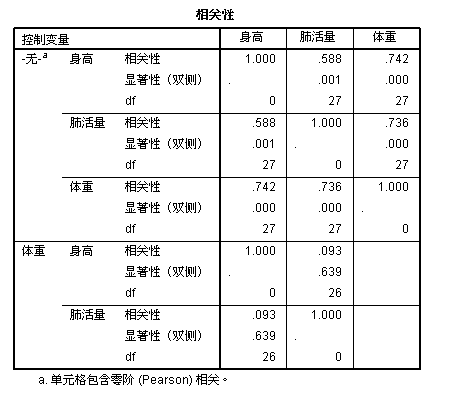 相关性
控制变量 身高 肺活量 体重
-无-a 身高 相关性 1.000 .588 .742
显著性（双侧） . .001 .000
df 0 27 27
肺活量 相关性 .588 1.000 .736
显著性（双侧） .001 . .000
df 27 0 27
体重 相关性 .742 .736 1.000
显著性（双侧） .000 .000 .
df 27 27 0
体重 身高 相关性 1.000 .093
显著性（双侧） . .639
df 0 26
肺活量 相关性 .093 1.000
显著性（双侧） .639 .
df 26 0
a. 单元格包含零阶 (Pearson) 相关。